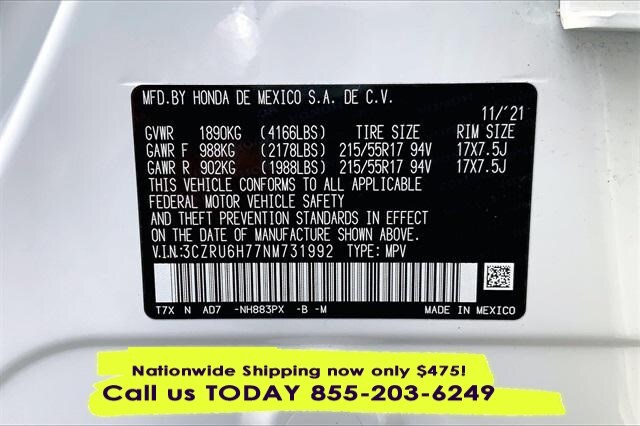 MFD.BY HONDA DE MEXICO S.A. DE C.V.
11/'21
GVWR 1890KG (4166LBS) TIRE SIZE RIM SIZE
GAWR F 988KG (2178LBS) 215/55R17 94V 17X7.5J
GAWR R 902KG (1988LBS) 215/55R17 94V 17X7.5J
THIS VEHICLE CONFORMS TO ALL APPLICABLE
FEDERAL MOTOR VEHICLE SAFETY
AND THEFT PREVENTION STANDARDS IN EFFECT
ON DATE OF MANUFACTURE SHOWN ABOVE.
V.I.N.:3CZRU6H77NM731992 TYPE: MPV
T7X N AD7 -NH883PX -B -M MADE IN MEXICO
Nationwide Shipping now only $475!
Call us TODAY 855-203-6249